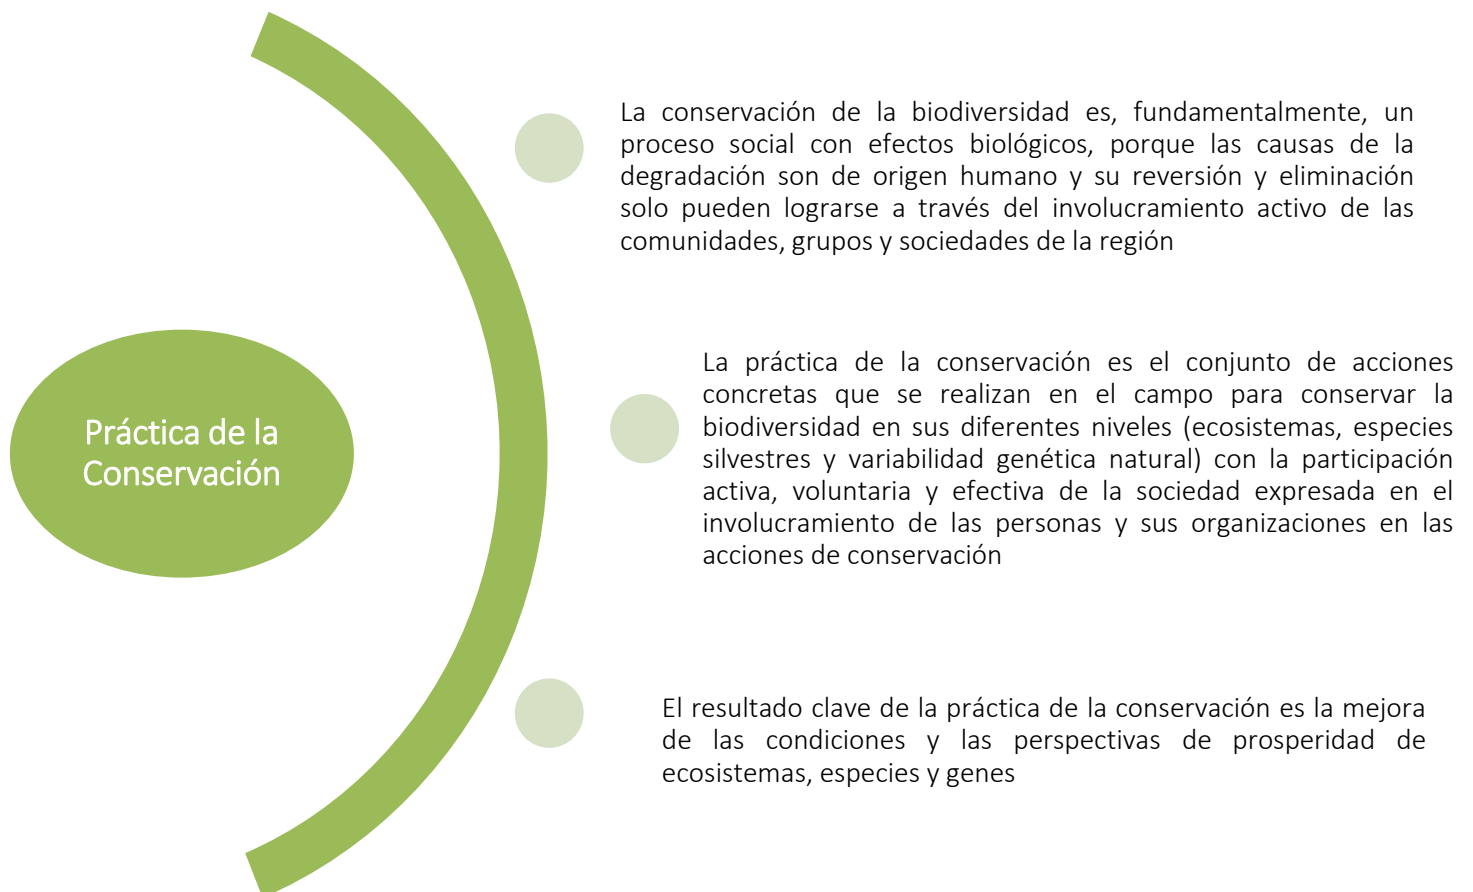 La conservación de la biodiversidad es, fundamentalmente, un
proceso social con efectos biológicos, porque las causas de la
degradación son de origen humano y su reversión y eliminación
solo pueden lograrse a través del involucramiento activo de las
comunidades, grupos y sociedades de la región
Práctica de la
Conservación
La práctica de la conservación es el conjunto de acciones
concretas que se realizan en el campo para conservar la
biodiversidad en sus diferentes niveles (ecosistemas, especies
silvestres y variabilidad genética natural) con la participación
activa, voluntaria y efectiva de la sociedad expresada en el
involucramiento de las personas y sus organizaciones en las
acciones de conservación
El resultado clave de la práctica de la conservación es la mejora
de las condiciones y las perspectivas de prosperidad de
ecosistemas, especies y genes